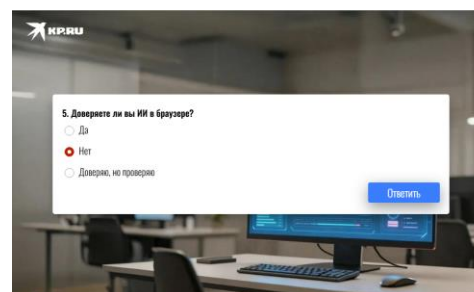 KP.RU
5. Доверяете ли вы ИИ в браузере?
Да
Нет
Доверяю, но проверяю
Ответить